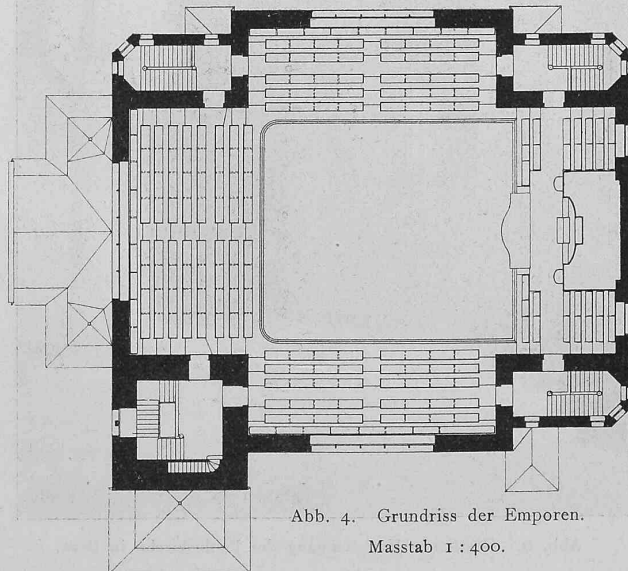 Abb. 4. Grundriss der Emporen.
Masstab 1 : 400.